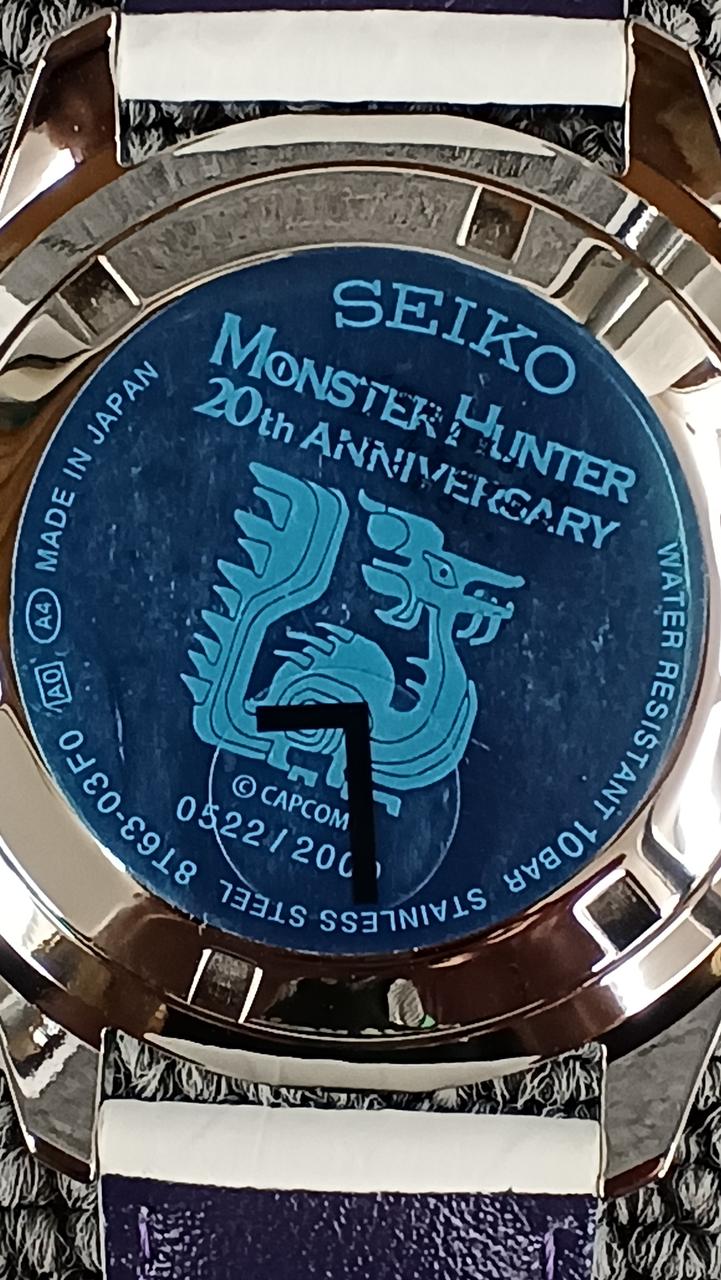 SEIKO
MONSTER HUNTER
20th ANNIVERSARY
© CAPCOM
0522/2000
MADE IN JAPAN
A4
A0
8T63-03F0
STAINLESS STEEL
WATER RESISTANT 10BAR